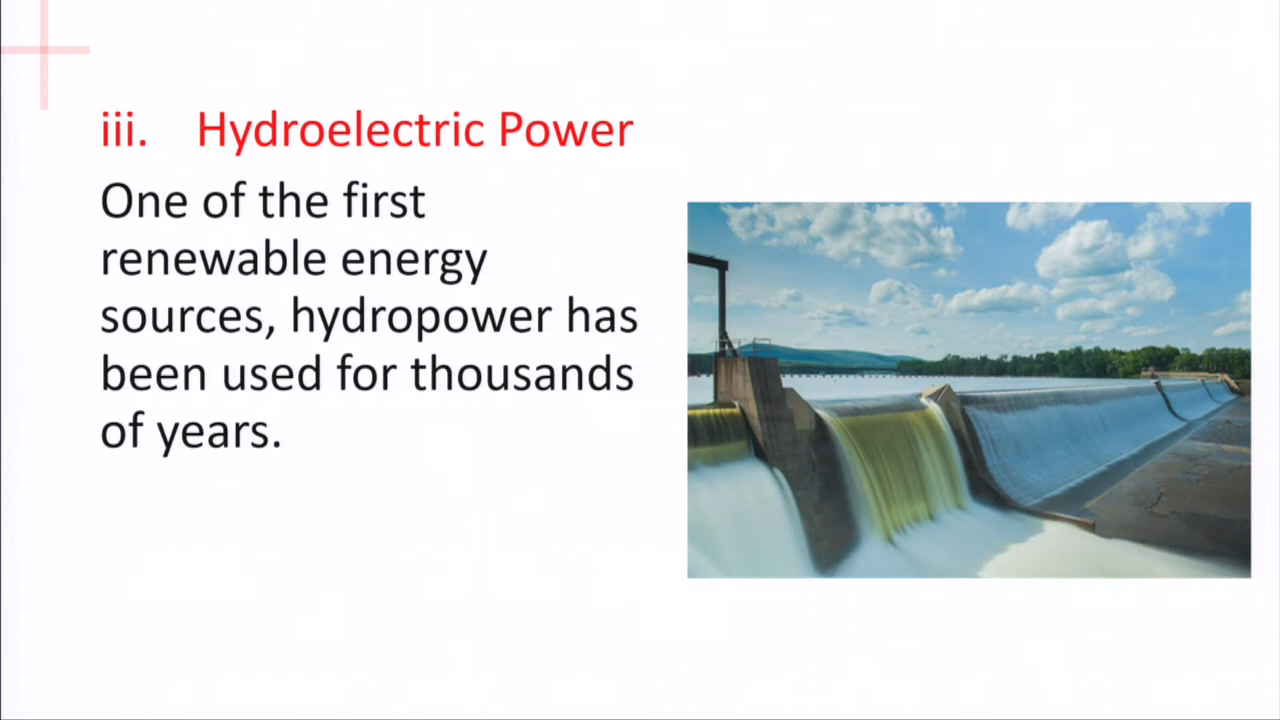 iii. Hydroelectric Power
One of the first
renewable energy
sources, hydropower has
been used for thousands
of years.